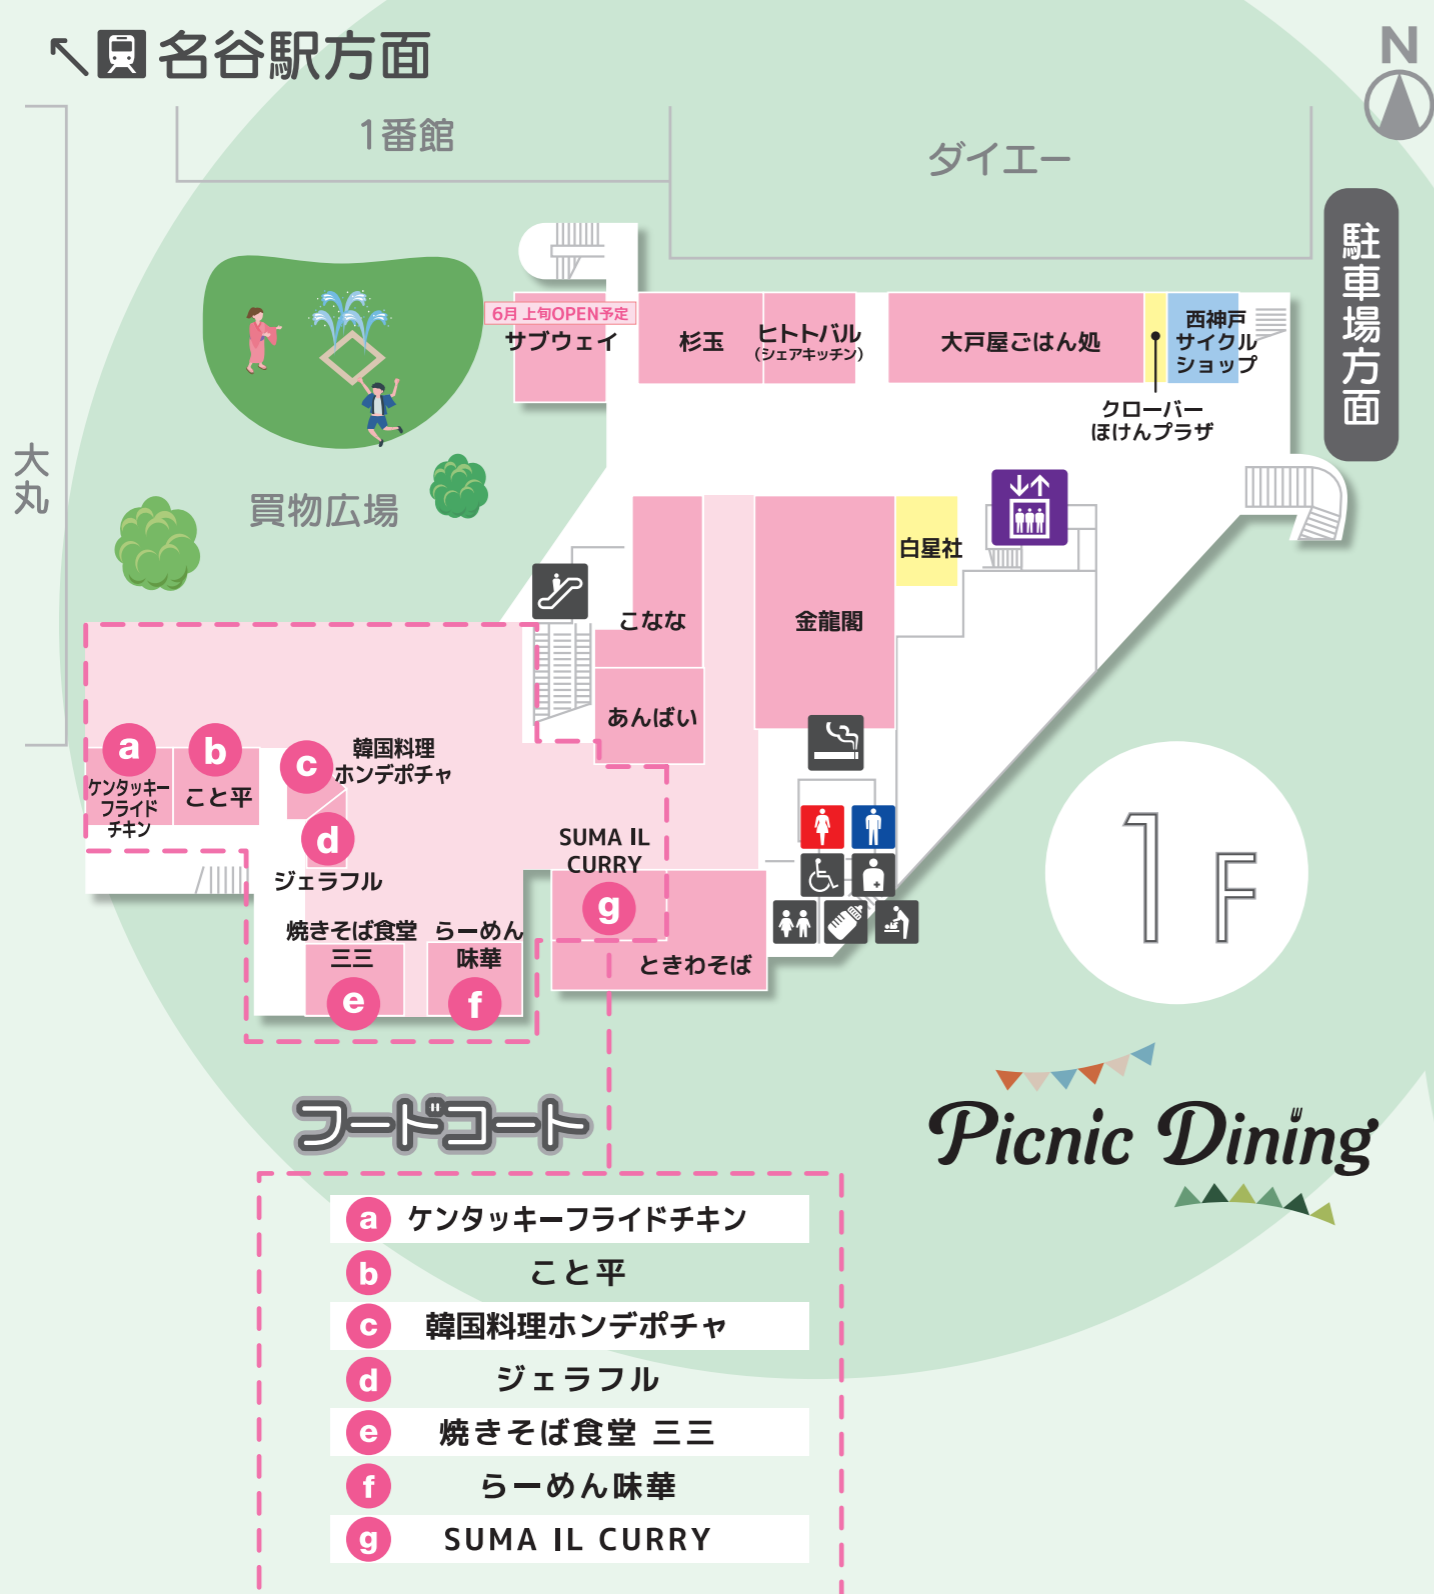 名谷駅方面
N
1番館
ダイエー
駐車場方面
大丸
買物広場
6月 上旬OPEN予定
サブウェイ
杉玉
ヒトトバル
(シェアキッチン)
大戸屋ごはん処
西神戸
サイクル
ショップ
クローバー
ほけんプラザ
白星社
こなな
金龍閣
あんばい
a
ケンタッキー
フライド
チキン
b
こと平
c
韓国料理
ホンデポチャ
d
ジェラフル
SUMA IL
CURRY
g
焼きそば食堂
三三
e
らーめん
味華
f
ときわそば
1F
Picnic Dining
フードコート
a ケンタッキーフライドチキン
b こと平
c 韓国料理ホンデポチャ
d ジェラフル
e 焼きそば食堂 三三
f らーめん味華
g SUMA IL CURRY